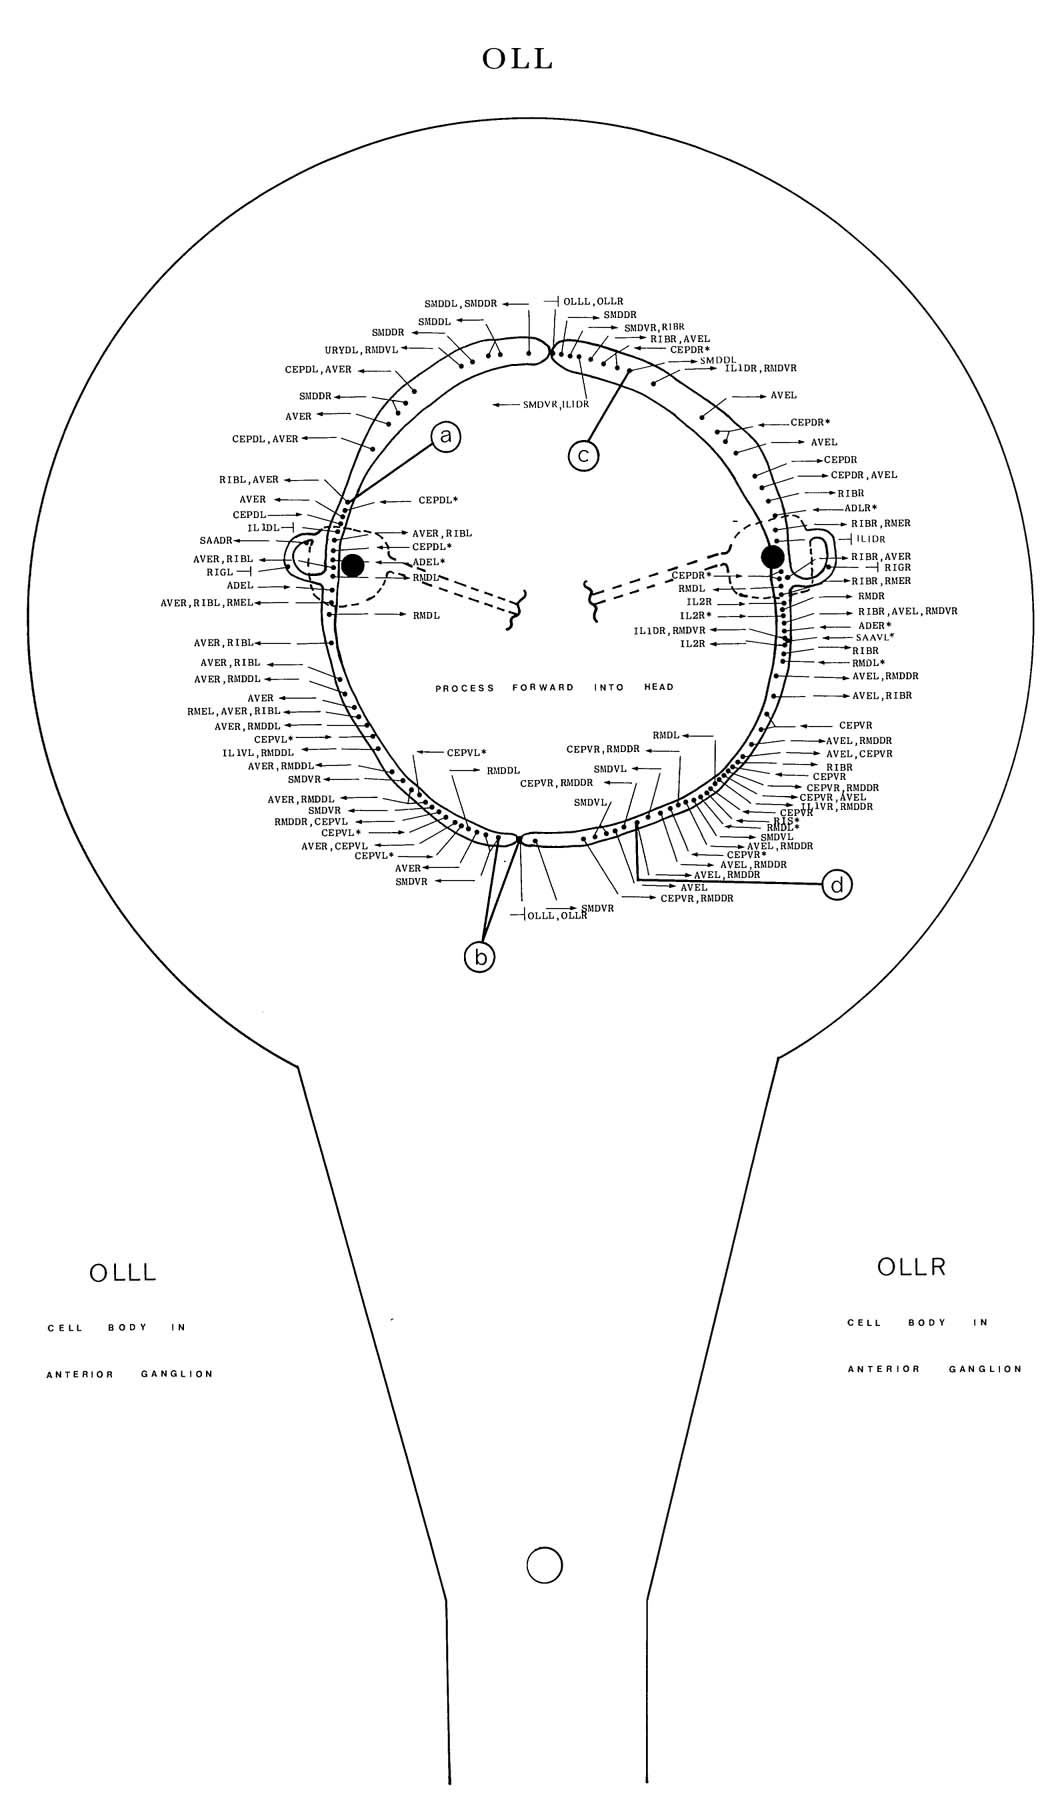 OLL
SMDDL,SMDDR
OLLL,OLLR
SMDDL
SMDDR
SMDDR
SMDVR,RIBR
URYDL,RMDVL
RIBR,AVEL
CEPDR*
CEPDL,AVER
SMDDL
IL1DR,RMDVR
SMDDR
SMDVR,IL1DR
AVEL
AVER
CEPDR*
CEPDL,AVER
a
AVEL
c
CEPDR
RIBL,AVER
CEPDR,AVEL
AVER
CEPDL*
RIBR
CEPDL
ADLR*
IL1DL
RIBR,RMER
SAADR
AVER,RIBL
IL1DR
CEPDL*
AVER,RIBL
ADEL*
RIBR,AVER
RIGL
RMDL
CEPDR*
RIGR
ADEL
RMDL
RIBR,RMER
AVER,RIBL,RMEL
IL2R
RMDR
RMDL
IL2R*
RIBR,AVEL,RMDVR
IL1DR,RMDVR
ADER*
AVER,RIBL
IL2R
SAAVL*
RIBR
AVER,RIBL
RMDL*
AVER,RMDDL
AVEL,RMDDR
PROCESS FORWARD INTO HEAD
AVER
AVEL,RIBR
RMEL,AVER,RIBL
AVER,RMDDL
CEPVR
CEPVL*
RMDL
AVEL,RMDDR
IL1VL,RMDDL
CEPVL*
CEPVR,RMDDR
AVEL,CEPVR
AVER,RMDDL
RMDDL
SMDVL
RIBR
SMDVR
CEPVR,RMDDR
CEPVR
CEPVR,RMDDR
AVER,RMDDL
SMDVL
CEPVR,AVEL
SMDVR
IL1VR,RMDDR
CEPVR
RMDDR,CEPVL
RIS*
CEPVL*
RMDL*
SMDVL
AVER,CEPVL
AVEL,RMDDR
CEPVL*
CEPVR*
AVER
AVEL,RMDDR
SMDVR
AVEL,RMDDR
AVEL
d
CEPVR,RMDDR
SMDVR
OLLL,OLLR
b
OLLL
OLLR
CELL BODY IN
CELL BODY IN
ANTERIOR GANGLION
ANTERIOR GANGLION